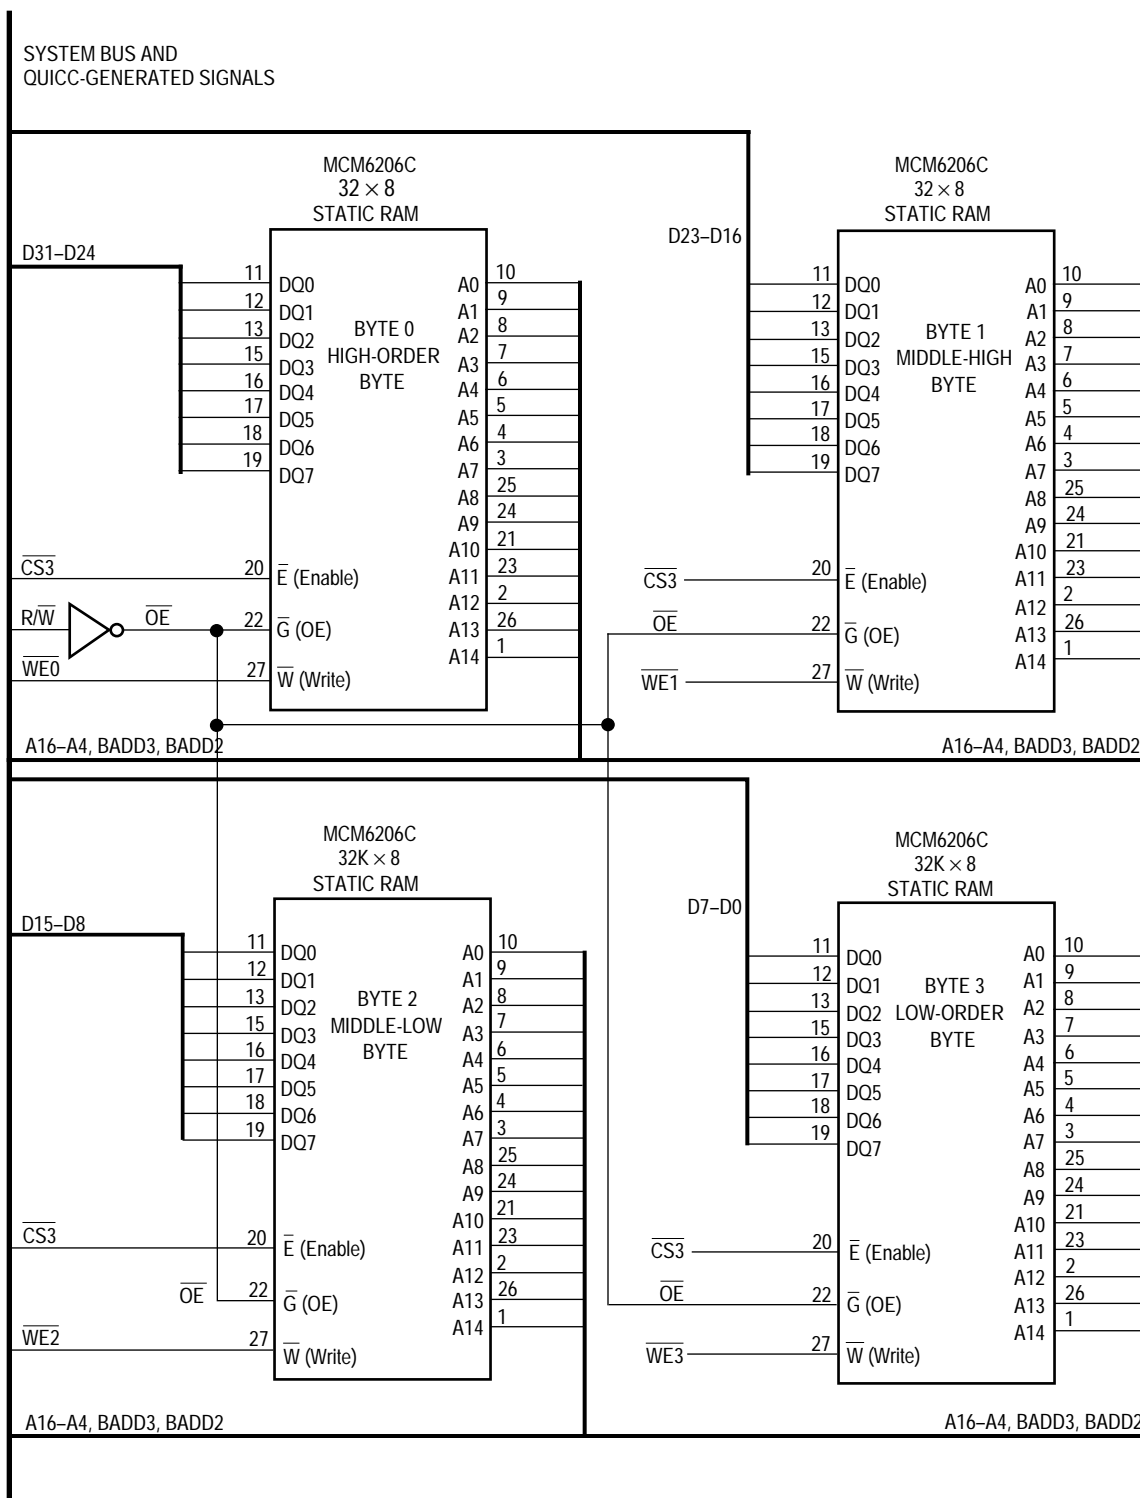 SYSTEM BUS AND
QUICC-GENERATED SIGNALS
MCM6206C
32 × 8
STATIC RAM
D31–D24
11 DQ0
12 DQ1
13 DQ2
15 DQ3
16 DQ4
17 DQ5
18 DQ6
19 DQ7
BYTE 0
HIGH-ORDER
BYTE
A0 10
A1 9
A2 8
A3 7
A4 6
A5 5
A6 4
A7 3
A8 25
A9 24
A10 21
A11 23
A12 2
A13 26
A14 1
C̅S̅3̅ 20 E̅ (Enable)
R/W̅ O̅E̅ 22 G̅ (OE)
W̅E̅0̅ 27 W̅ (Write)
A16–A4, BADD3, BADD2
MCM6206C
32 × 8
STATIC RAM
D23–D16
11 DQ0
12 DQ1
13 DQ2
15 DQ3
16 DQ4
17 DQ5
18 DQ6
19 DQ7
BYTE 1
MIDDLE-HIGH
BYTE
A0 10
A1 9
A2 8
A3 7
A4 6
A5 5
A6 4
A7 3
A8 25
A9 24
A10 21
A11 23
A12 2
A13 26
A14 1
C̅S̅3̅ 20 E̅ (Enable)
O̅E̅ 22 G̅ (OE)
W̅E̅1̅ 27 W̅ (Write)
A16–A4, BADD3, BADD2
MCM6206C
32K × 8
STATIC RAM
D15–D8
11 DQ0
12 DQ1
13 DQ2
15 DQ3
16 DQ4
17 DQ5
18 DQ6
19 DQ7
BYTE 2
MIDDLE-LOW
BYTE
A0 10
A1 9
A2 8
A3 7
A4 6
A5 5
A6 4
A7 3
A8 25
A9 24
A10 21
A11 23
A12 2
A13 26
A14 1
C̅S̅3̅ 20 E̅ (Enable)
O̅E̅ 22 G̅ (OE)
W̅E̅2̅ 27 W̅ (Write)
A16–A4, BADD3, BADD2
MCM6206C
32K × 8
STATIC RAM
D7–D0
11 DQ0
12 DQ1
13 DQ2
15 DQ3
16 DQ4
17 DQ5
18 DQ6
19 DQ7
BYTE 3
LOW-ORDER
BYTE
A0 10
A1 9
A2 8
A3 7
A4 6
A5 5
A6 4
A7 3
A8 25
A9 24
A10 21
A11 23
A12 2
A13 26
A14 1
C̅S̅3̅ 20 E̅ (Enable)
O̅E̅ 22 G̅ (OE)
W̅E̅3̅ 27 W̅ (Write)
A16–A4, BADD3, BADD2